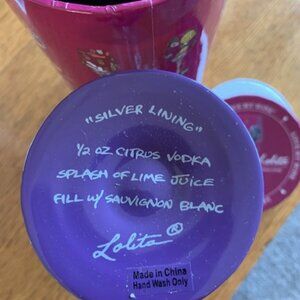 "SILVER LINING"
1/2 OZ CITRUS VODKA
SPLASH OF LIME JUICE
FILL W/ SAUVIGNON BLANC
Lolita ®
Made in China
Hand Wash Only